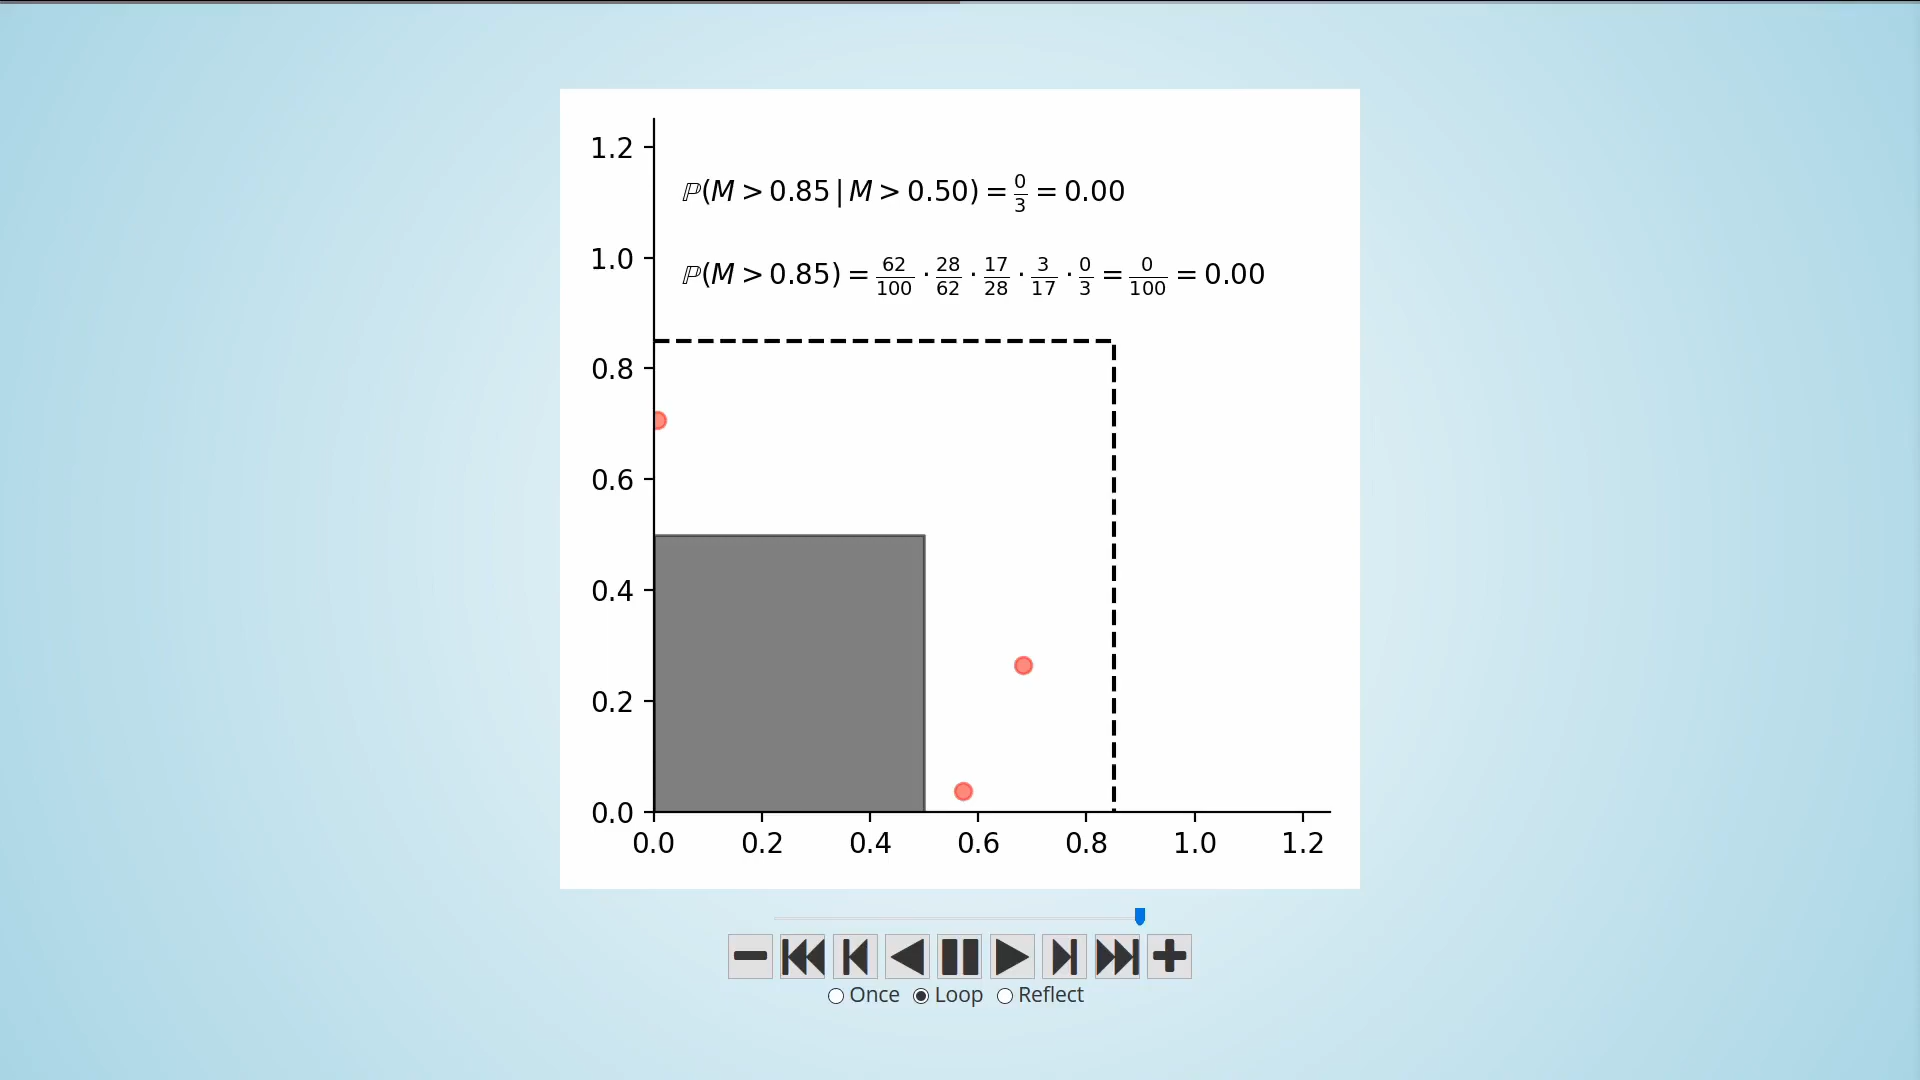 1.2
ℙ(M > 0.85 | M > 0.50) = 0/3 = 0.00
1.0
ℙ(M > 0.85) = 62/100 · 28/62 · 17/28 · 3/17 · 0/3 = 0/100 = 0.00
0.8
0.6
0.4
0.2
0.0
0.0 0.2 0.4 0.6 0.8 1.0 1.2
Once Loop Reflect